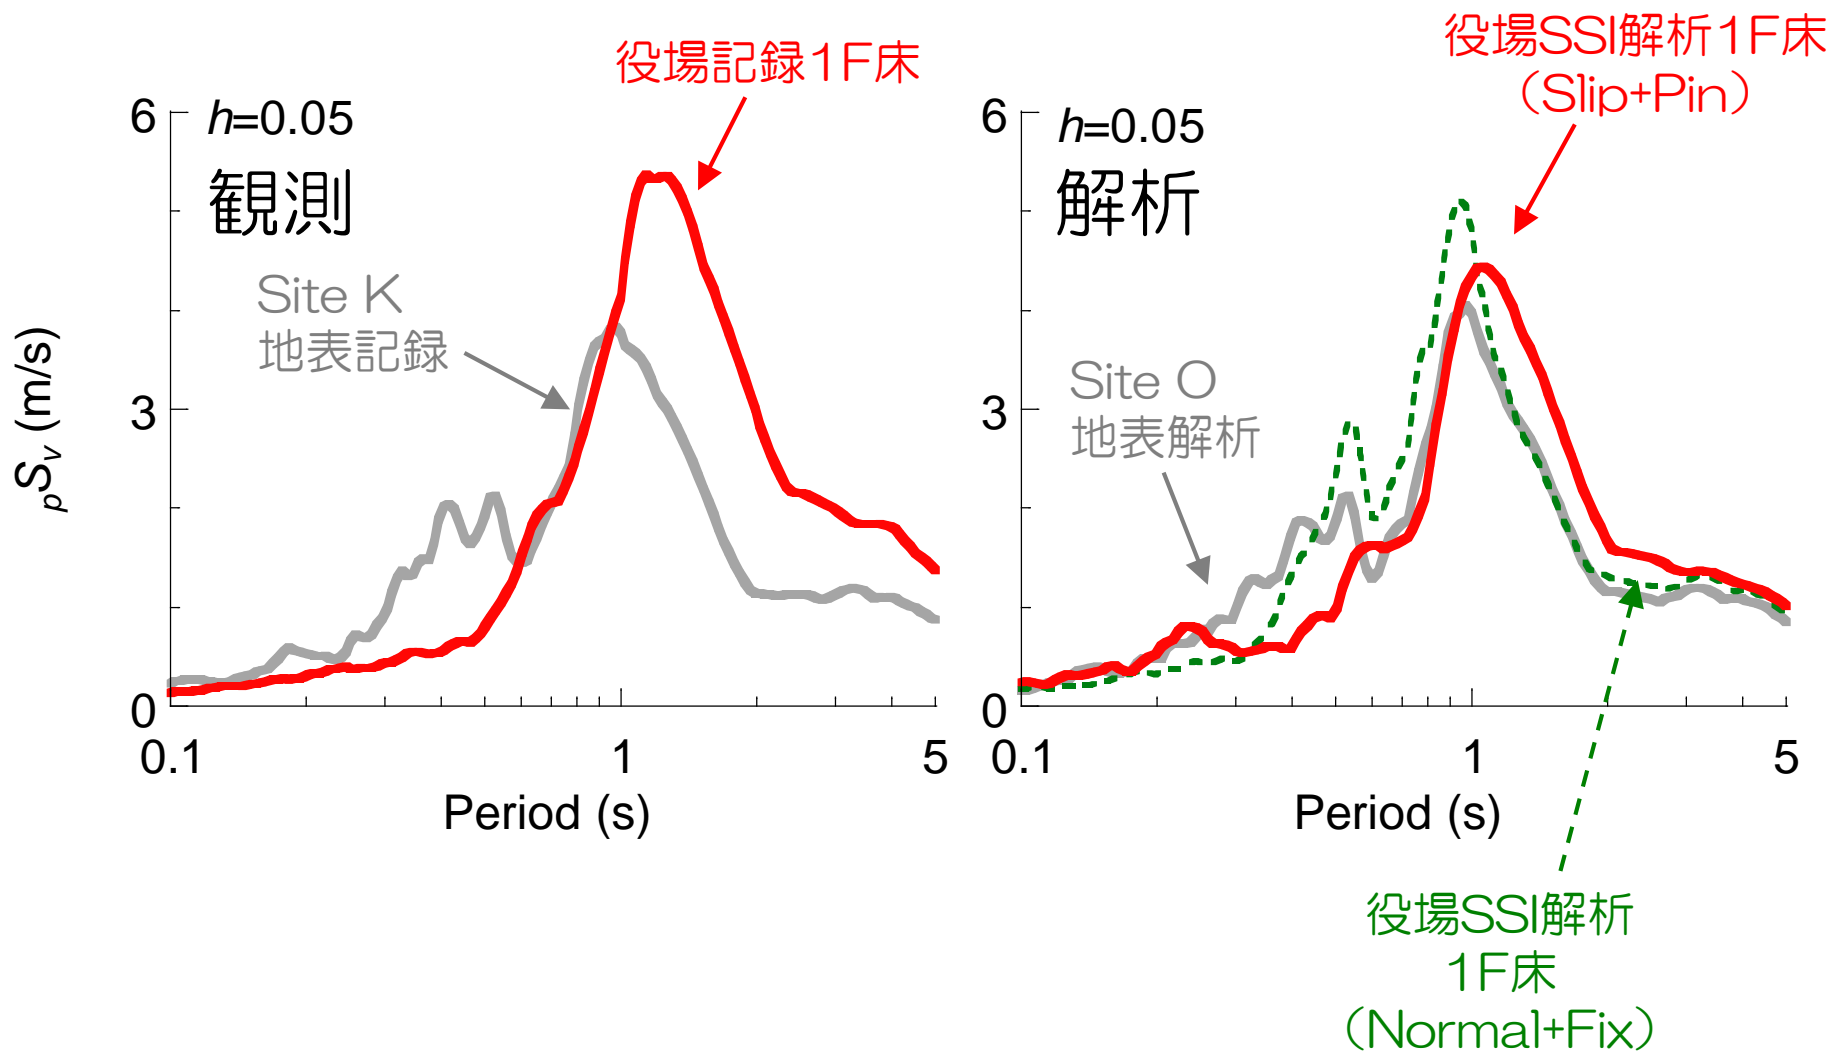 役場記録1F床
6
h=0.05
観測
Site K
地表記録
pSv (m/s)
3
0
0.1
1
5
Period (s)
役場SSI解析1F床
(Slip+Pin)
6
h=0.05
解析
Site O
地表解析
3
0
0.1
1
5
Period (s)
役場SSI解析
1F床
(Normal+Fix)